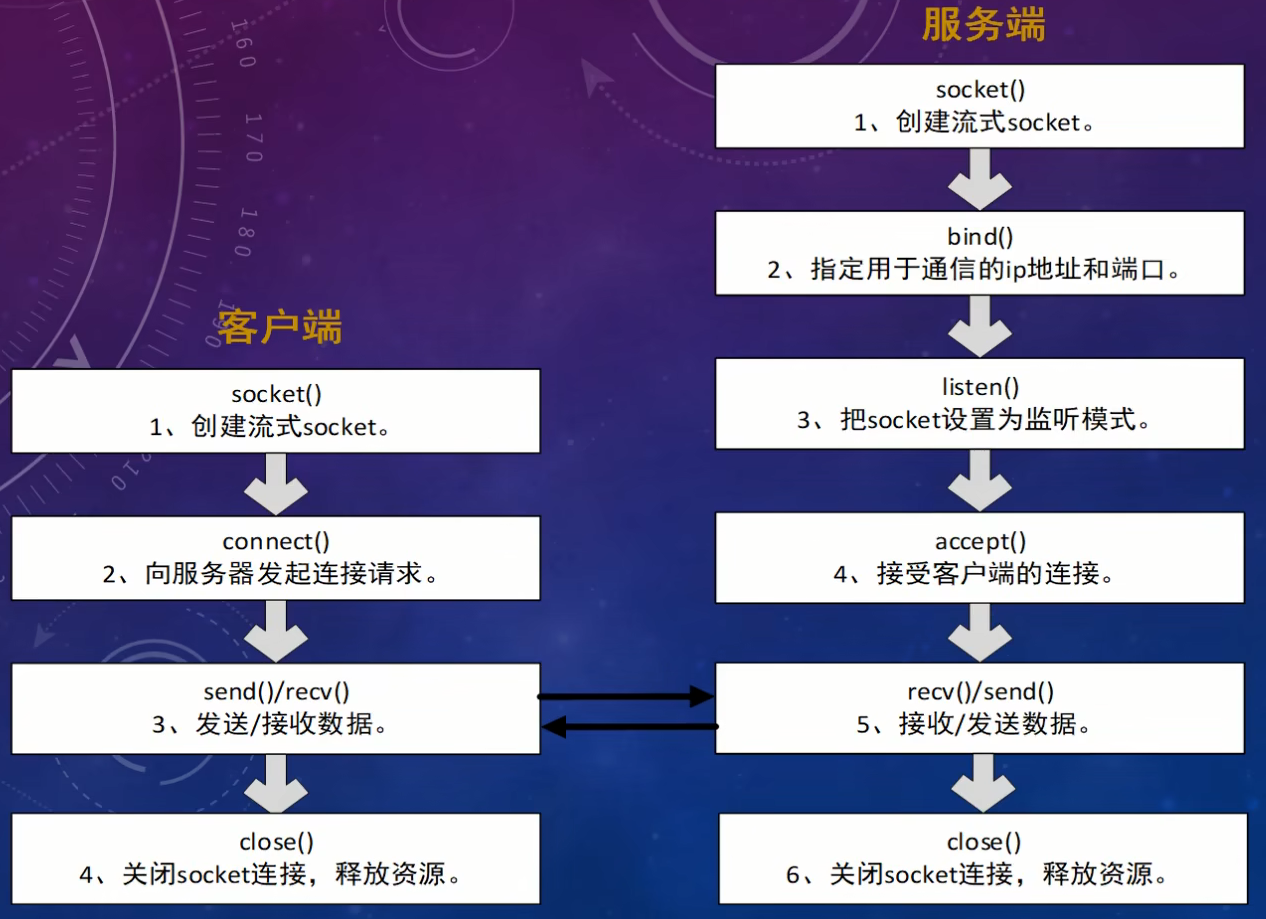 服务端
socket()
1、创建流式socket。
bind()
2、指定用于通信的ip地址和端口。
listen()
3、把socket设置为监听模式。
accept()
4、接受客户端的连接。
recv()/send()
5、接收/发送数据。
close()
6、关闭socket连接，释放资源。
客户端
socket()
1、创建流式socket。
connect()
2、向服务器发起连接请求。
send()/recv()
3、发送/接收数据。
close()
4、关闭socket连接，释放资源。
160
170
180
190
210